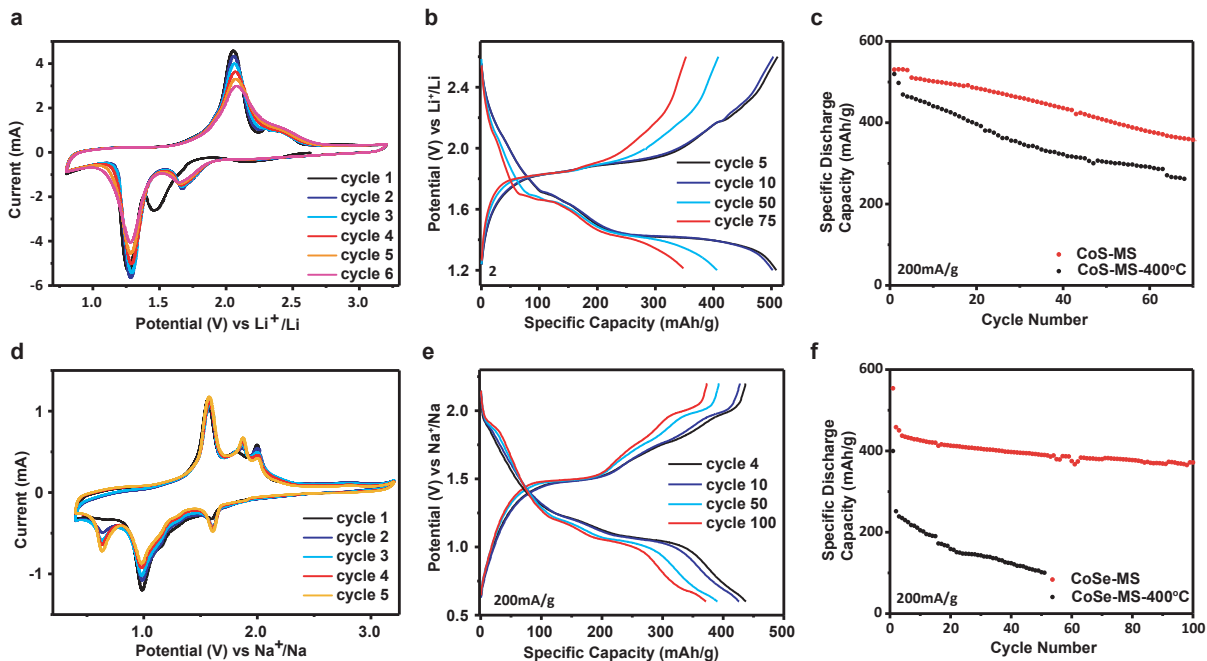 a
4
2
0
-2
-4
-6
Current (mA)
1.0
1.5
2.0
2.5
3.0
Potential (V) vs Li⁺/Li
cycle 1
cycle 2
cycle 3
cycle 4
cycle 5
cycle 6
b
2.4
2.0
1.6
1.2
Potential (V) vs Li⁺/Li
0
100
200
300
400
500
Specific Capacity (mAh/g)
cycle 5
cycle 10
cycle 50
cycle 75
2
c
600
400
200
0
Specific Discharge
Capacity (mAh/g)
0
20
40
60
Cycle Number
CoS-MS
CoS-MS-400°C
200mA/g
d
1
0
-1
Current (mA)
1.0
2.0
3.0
Potential (V) vs Na⁺/Na
cycle 1
cycle 2
cycle 3
cycle 4
cycle 5
e
2.0
1.5
1.0
0.5
Potential (V) vs Na⁺/Na
0
100
200
300
400
500
Specific Capacity (mAh/g)
cycle 4
cycle 10
cycle 50
cycle 100
200mA/g
f
600
400
200
0
Specific Discharge
Capacity (mAh/g)
0
20
40
60
80
100
Cycle Number
CoSe-MS
CoSe-MS-400°C
200mA/g